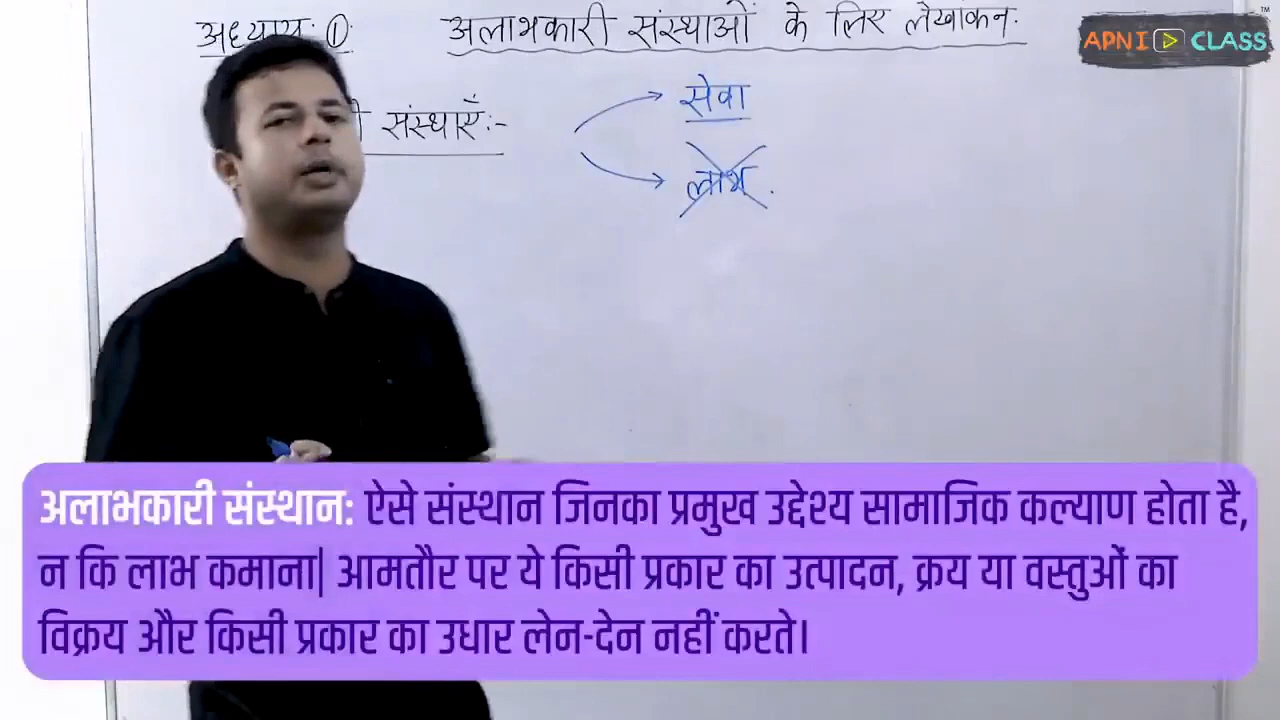 अध्याय ① अलाभकारी संस्थाओं के लिए लेखांकन:
APNI CLASS
TM
सेवा
संस्थाएँ:-
लाभ.
अलाभकारी संस्थान: ऐसे संस्थान जिनका प्रमुख उद्देश्य सामाजिक कल्याण होता है,
न कि लाभ कमाना| आमतौर पर ये किसी प्रकार का उत्पादन, क्रय या वस्तुओं का
विक्रय और किसी प्रकार का उधार लेन-देन नहीं करते।